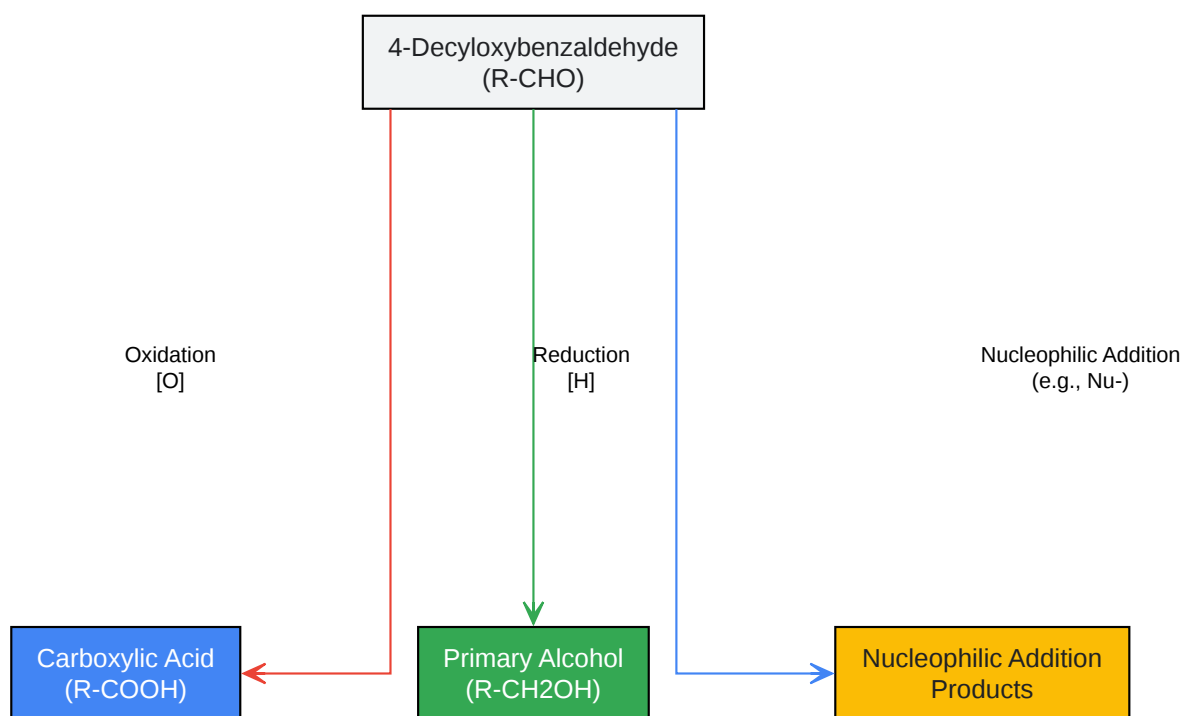 4-Decyloxybenzaldehyde
(R-CHO)
Oxidation
[O]
Reduction
[H]
Nucleophilic Addition
(e.g., Nu-)
Carboxylic Acid
(R-COOH)
Primary Alcohol
(R-CH2OH)
Nucleophilic Addition
Products